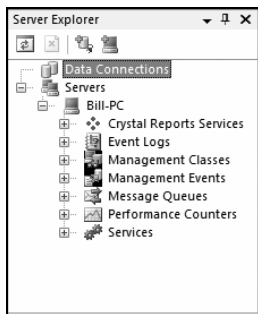 Server Explorer
Data Connections
Servers
Bill-PC
Crystal Reports Services
Event Logs
Management Classes
Management Events
Message Queues
Performance Counters
Services